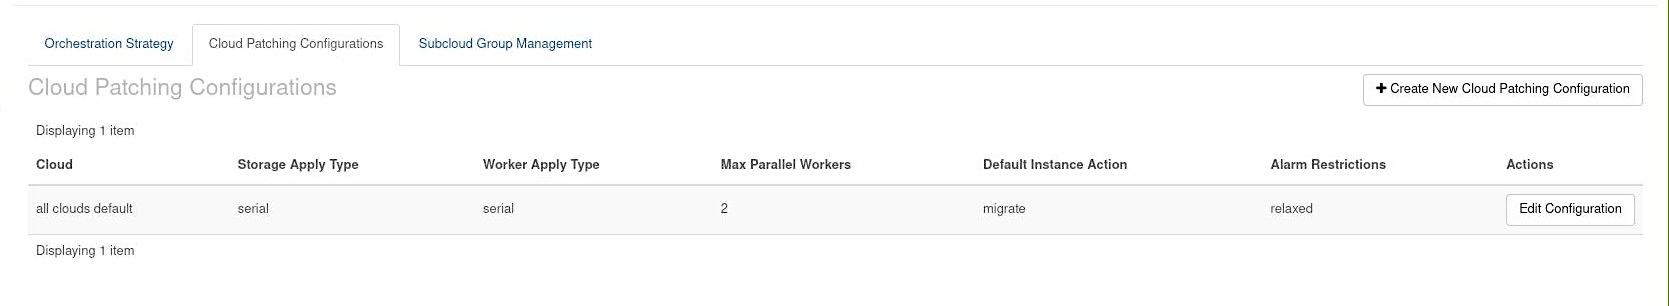 Orchestration Strategy Cloud Patching Configurations Subcloud Group Management
Cloud Patching Configurations
+ Create New Cloud Patching Configuration
Displaying 1 item
Cloud Storage Apply Type Worker Apply Type Max Parallel Workers Default Instance Action Alarm Restrictions Actions
all clouds default serial serial 2 migrate relaxed Edit Configuration
Displaying 1 item